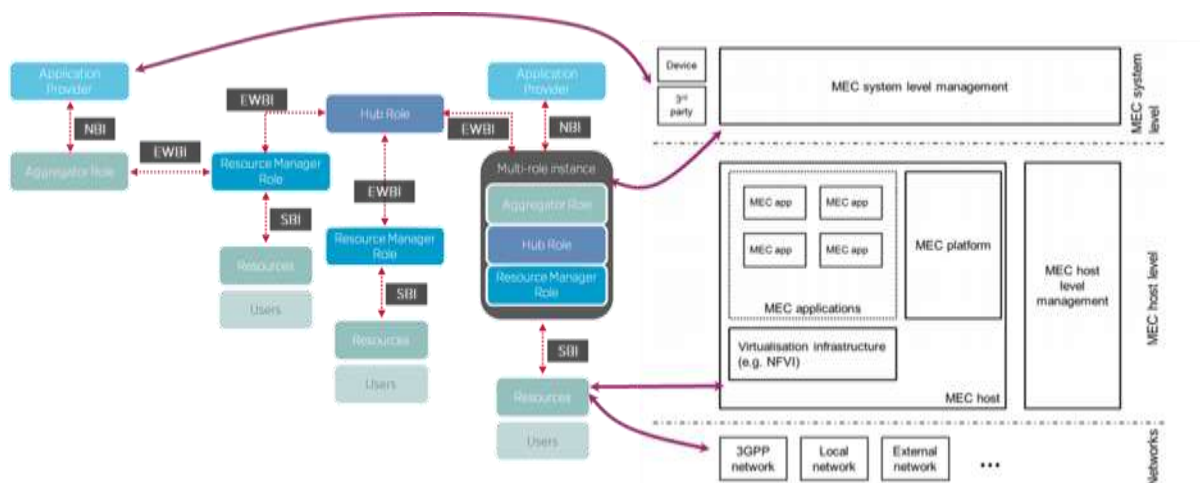 Application
Provider
NBI
Aggregator Role
EWBI
EWBI
Resource Manager
Role
SBI
Resources
Users
Hub Role
EWBI
Resource Manager
Role
SBI
Resources
Users
EWBI
Application
Provider
NBI
Multi-role instance
Aggregator Role
Hub Role
Resource Manager
Role
SBI
Resources
Users
Device
3rd
party
MEC system level management
MEC system
level
MEC app
MEC app
MEC app
MEC app
MEC applications
MEC platform
Virtualisation infrastructure
(e.g. NFVI)
MEC host
MEC host
level
management
MEC host level
3GPP
network
Local
network
External
network
...
Networks